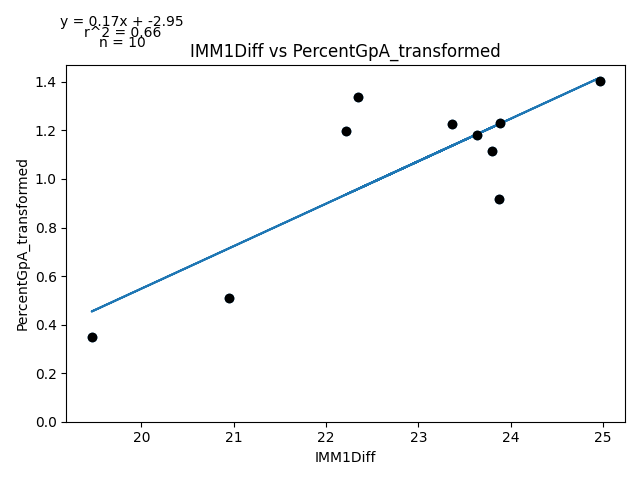 y = 0.17x + -2.95
r^2 = 0.66
n = 10
IMM1Diff vs PercentGpA_transformed
PercentGpA_transformed
1.4
1.2
1.0
0.8
0.6
0.4
0.2
0.0
20
21
22
23
24
25
IMM1Diff